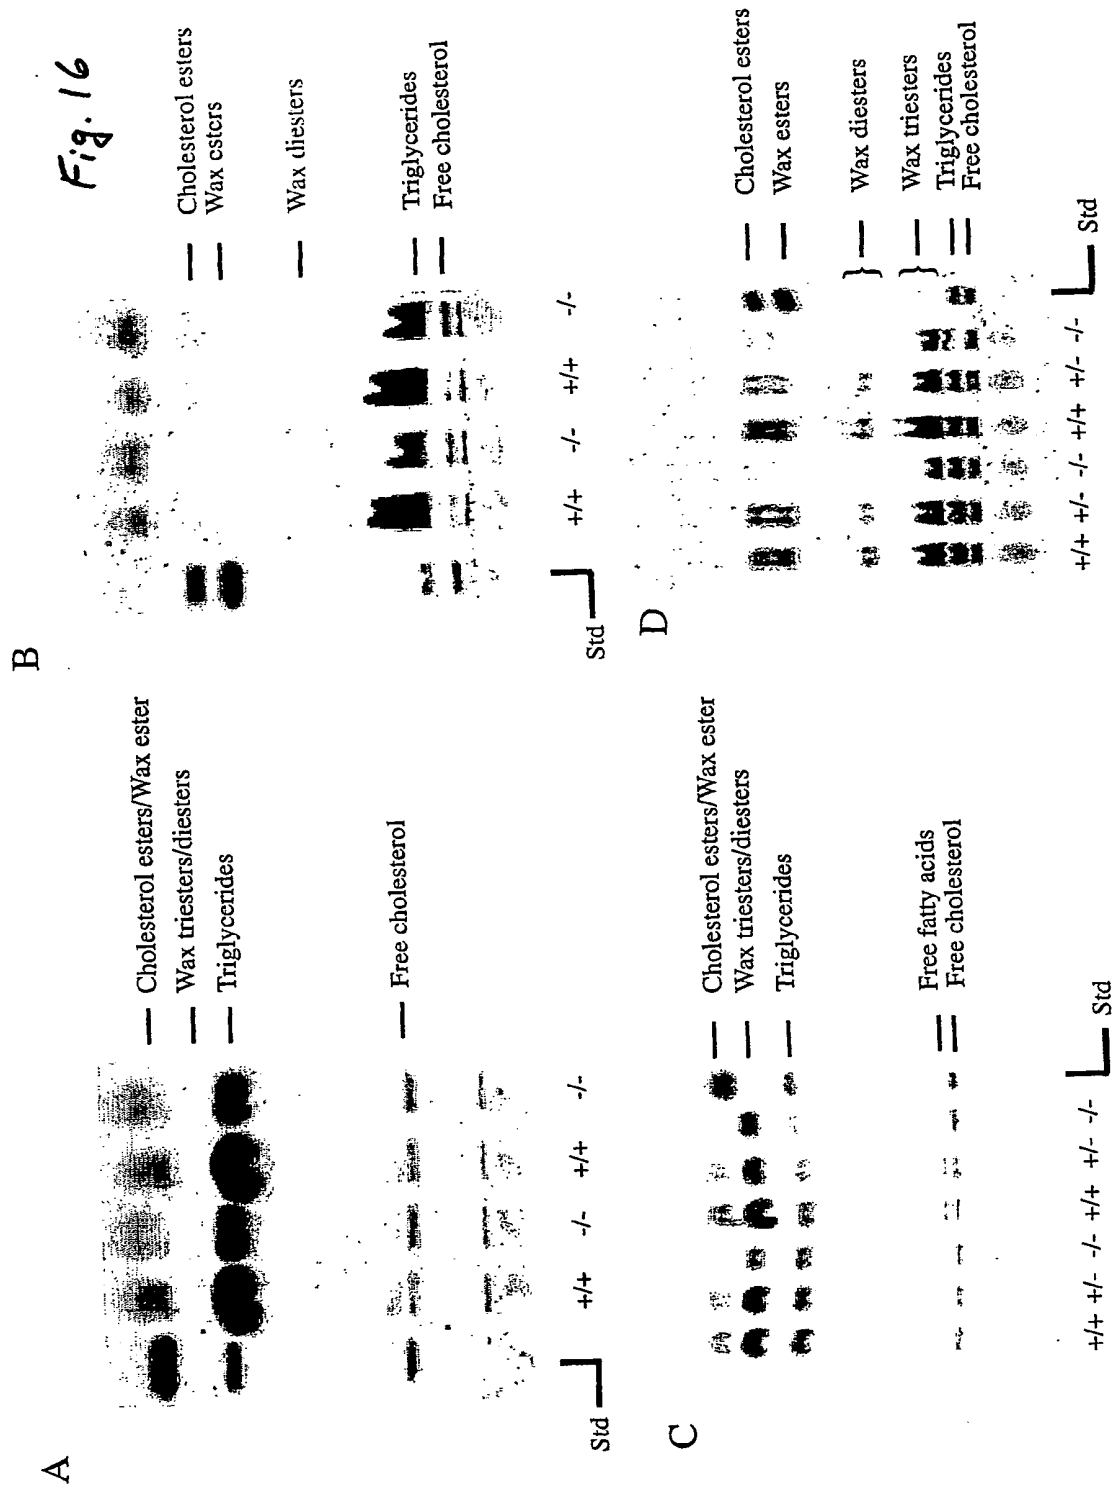 Fig. 16
A
Cholesterol esters/Wax ester
Wax triesters/diesters
Triglycerides
Free cholesterol
Std
+/+ -/- +/+ -/-
B
Cholesterol esters
Wax esters
Wax diesters
Triglycerides
Free cholesterol
Std
+/+ -/- +/+ -/-
C
Cholesterol esters/Wax ester
Wax triesters/diesters
Triglycerides
Free fatty acids
Free cholesterol
+/+ +/- -/- +/+ +/- -/-
Std
D
Cholesterol esters
Wax esters
Wax diesters
Wax triesters
Triglycerides
Free cholesterol
+/+ +/- -/- +/+ +/- -/-
Std